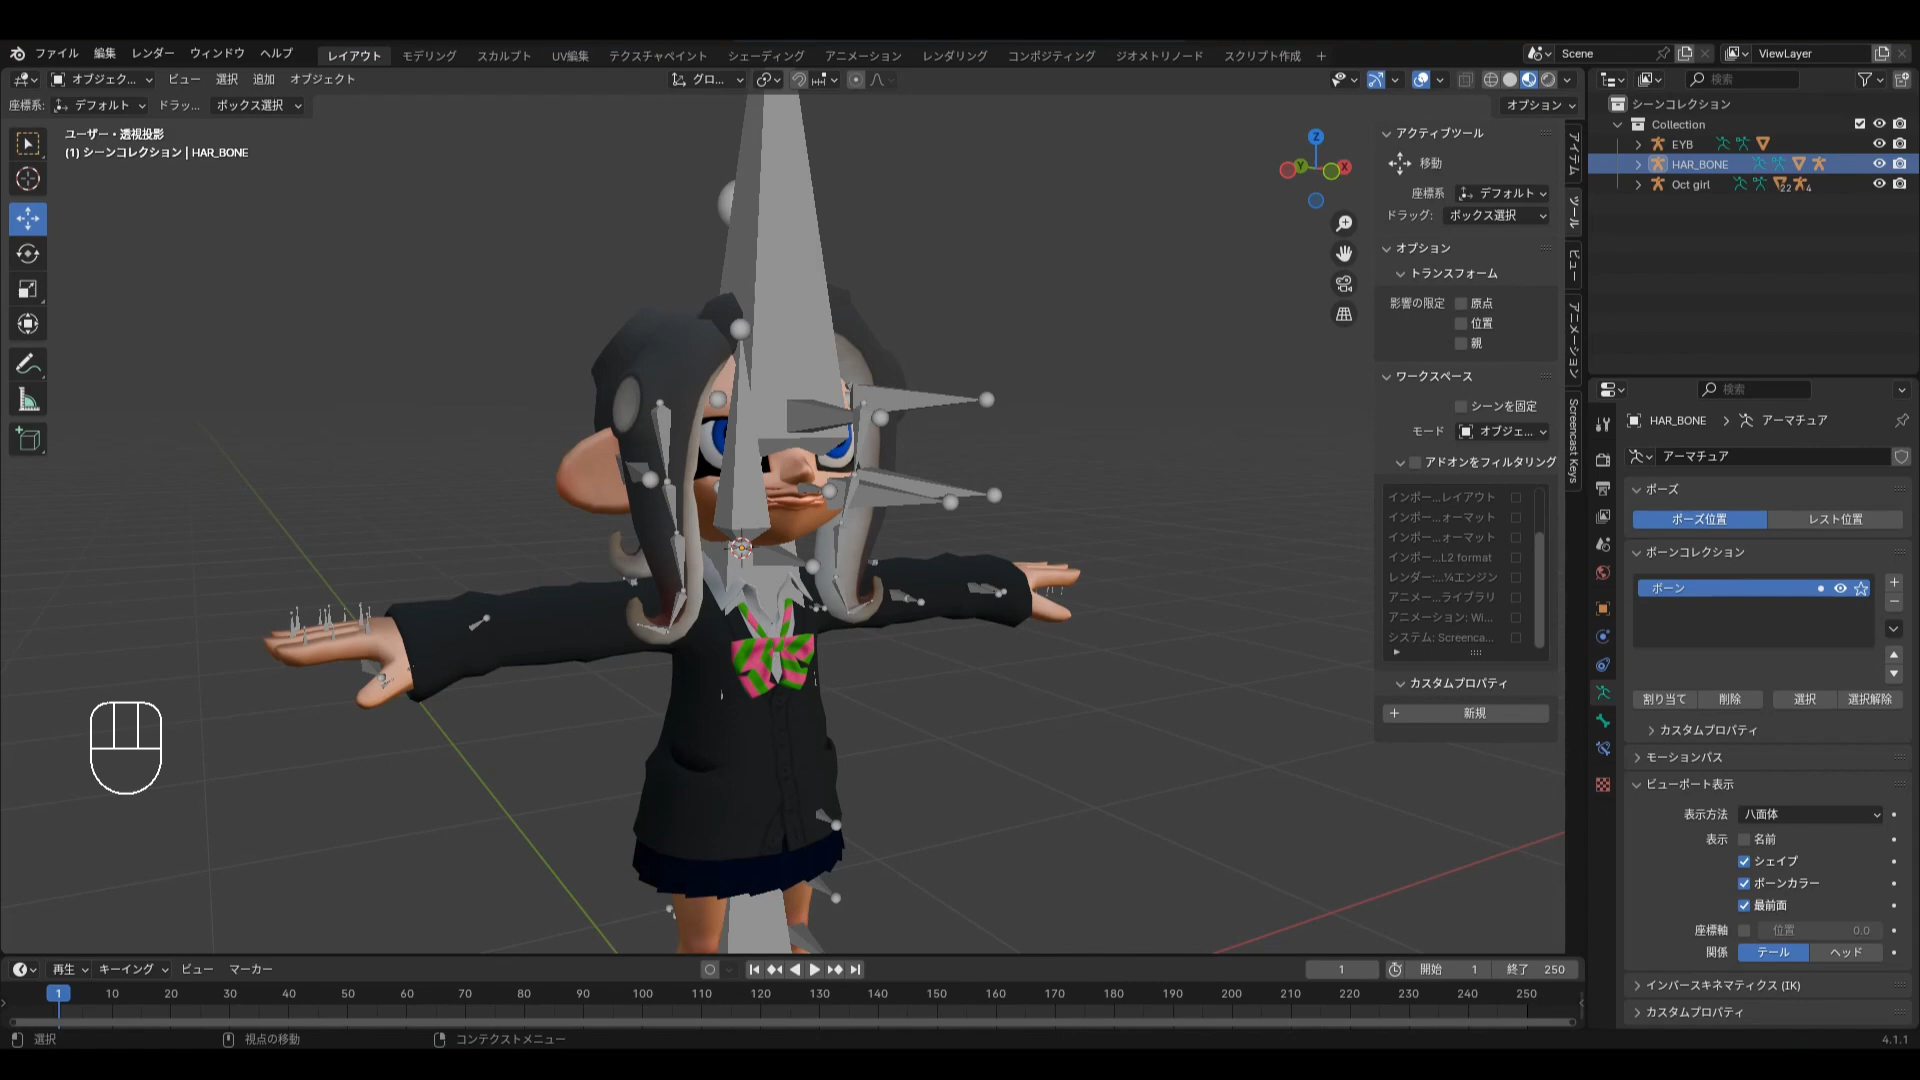 ファイル 編集 レンダー ウィンドウ ヘルプ レイアウト モデリング スカルプト UV編集 テクスチャペイント シェーディング アニメーション レンダリング コンポジティング ジオメトリノード スクリプト作成 + Scene ViewLayer
オブジェク... ビュー 選択 追加 オブジェクト グロ... 検索
座標系: デフォルト ドラッ... ボックス選択 オプション
ユーザー・透視投影
(1) シーンコレクション | HAR_BONE
Z
Y
X
アクティブツール
移動
座標系 デフォルト
ドラッグ: ボックス選択
オプション
トランスフォーム
影響の限定 原点
位置
親
ワークスペース
シーンを固定
モード オブジェ...
アドオンをフィルタリング
インポー...レイアウト
インポー...ォーマット
インポー...ォーマット
インポー...L2 format
レンダー:...¼エンジン
アニメー...ライブラリ
アニメーション: Wi...
システム: Screenca...
カスタムプロパティ
新規
アイテム
ツール
ビュー
アニメーション
Screencast Keys
シーンコレクション
Collection
EYB
HAR_BONE
Oct girl 22 4
検索
HAR_BONE アーマチュア
アーマチュア
ポーズ
ポーズ位置 レスト位置
ボーンコレクション
ボーン
割り当て 削除 選択 選択解除
カスタムプロパティ
モーションパス
ビューポート表示
表示方法 八面体
表示 名前
シェイプ
ボーンカラー
最前面
座標軸 位置 0.0
関係 テール ヘッド
インバースキネマティクス (IK)
カスタムプロパティ
再生 キーイング ビュー マーカー 1 開始 1 終了 250
1 10 20 30 40 50 60 70 80 90 100 110 120 130 140 150 160 170 180 190 200 210 220 230 240 250
選択 視点の移動 コンテクストメニュー 4.1.1